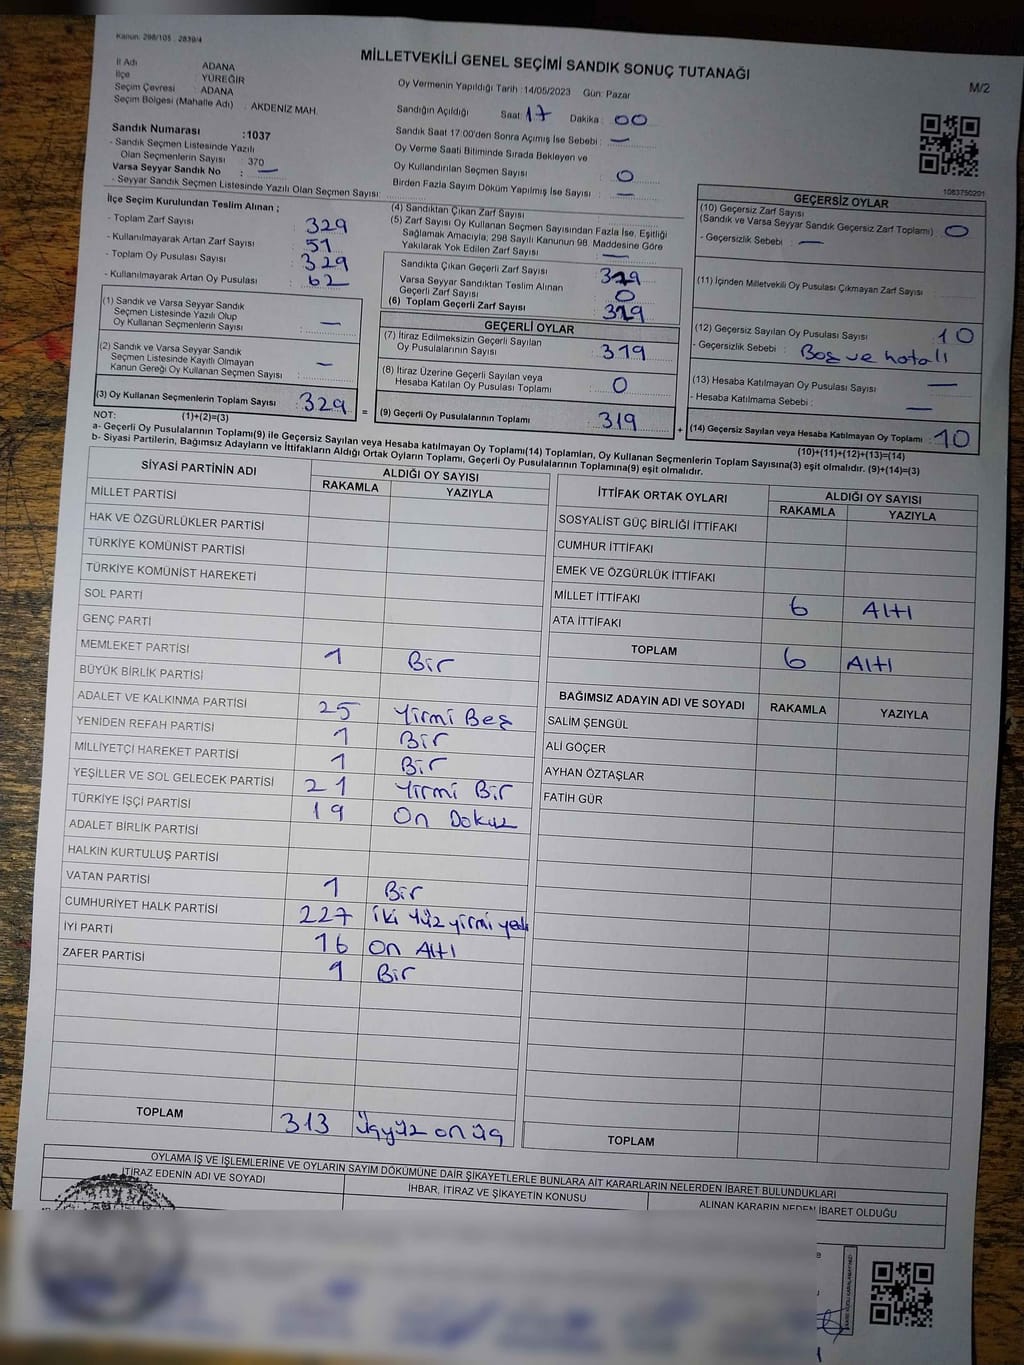 Kanun: 298/105 , 2839/4
MİLLETVEKİLİ GENEL SEÇİMİ SANDIK SONUÇ TUTANAĞI
M/2
İl Adı ADANA
İlçe YÜREĞİR
Seçim Çevresi : ADANA
Seçim Bölgesi (Mahalle Adı) : AKDENİZ MAH.
Oy Vermenin Yapıldığı Tarih :14/05/2023 Gün: Pazar
Sandığın Açıldığı Saat: 17 Dakika : 00
Sandık Saat 17:00'den Sonra Açılmış İse Sebebi : —
Oy Verme Saati Bitiminde Sırada Bekleyen ve
Oy Kullandırılan Seçmen Sayısı : 0
Birden Fazla Sayım Döküm Yapılmış İse Sayısı : —
Sandık Numarası :1037
- Sandık Seçmen Listesinde Yazılı
Olan Seçmenlerin Sayısı : 370
Varsa Seyyar Sandık No : —
- Seyyar Sandık Seçmen Listesinde Yazılı Olan Seçmen Sayısı:
1083750201
İlçe Seçim Kurulundan Teslim Alınan ;
- Toplam Zarf Sayısı : 329
- Kullanılmayarak Artan Zarf Sayısı : 51
- Toplam Oy Pusulası Sayısı : 329
- Kullanılmayarak Artan Oy Pusulası : 62
(1) Sandık ve Varsa Seyyar Sandık
Seçmen Listesinde Yazılı Olup
Oy Kullanan Seçmenlerin Sayısı : —
(2) Sandık ve Varsa Seyyar Sandık
Seçmen Listesinde Kayıtlı Olmayan
Kanun Gereği Oy Kullanan Seçmen Sayısı : —
(3) Oy Kullanan Seçmenlerin Toplam Sayısı : 329
(4) Sandıktan Çıkan Zarf Sayısı :
(5) Zarf Sayısı Oy Kullanan Seçmen Sayısından Fazla İse, Eşitliği
Sağlamak Amacıyla; 298 Sayılı Kanunun 98. Maddesine Göre
Yakılarak Yok Edilen Zarf Sayısı : —
Sandıkta Çıkan Geçerli Zarf Sayısı : 319
Varsa Seyyar Sandıktan Teslim Alınan
Geçerli Zarf Sayısı : 0
(6) Toplam Geçerli Zarf Sayısı : 319
GEÇERLİ OYLAR
(7) İtiraz Edilmeksizin Geçerli Sayılan
Oy Pusulalarının Sayısı : 319
(8) İtiraz Üzerine Geçerli Sayılan veya
Hesaba Katılan Oy Pusulası Toplamı : 0
= (9) Geçerli Oy Pusulalarının Toplamı : 319
GEÇERSİZ OYLAR
(10) Geçersiz Zarf Sayısı
(Sandık ve Varsa Seyyar Sandık Geçersiz Zarf Toplamı) : 0
- Geçersizlik Sebebi : —
(11) İçinden Milletvekili Oy Pusulası Çıkmayan Zarf Sayısı :
(12) Geçersiz Sayılan Oy Pusulası Sayısı : 10
- Geçersizlik Sebebi : Boş ve hatalı
(13) Hesaba Katılmayan Oy Pusulası Sayısı : —
- Hesaba Katılmama Sebebi : —
+ (14) Geçersiz Sayılan veya Hesaba Katılmayan Oy Toplamı : 10
NOT: (1)+(2)=(3)
(10)+(11)+(12)+(13)=(14)
a- Geçerli Oy Pusulalarının Toplamı(9) ile Geçersiz Sayılan veya Hesaba katılmayan Oy Toplamı(14) Toplamları, Oy Kullanan Seçmenlerin Toplam Sayısına(3) eşit olmalıdır. (9)+(14)=(3)
b- Siyasi Partilerin, Bağımsız Adayların ve İttifakların Aldığı Ortak Oyların Toplamı, Geçerli Oy Pusulalarının Toplamına(9) eşit olmalıdır.
SİYASİ PARTİNİN ADI ALDIĞI OY SAYISI
RAKAMLA YAZIYLA
MİLLET PARTİSİ
HAK VE ÖZGÜRLÜKLER PARTİSİ
TÜRKİYE KOMÜNİST PARTİSİ
TÜRKİYE KOMÜNİST HAREKETİ
SOL PARTİ
GENÇ PARTİ
MEMLEKET PARTİSİ 1 Bir
BÜYÜK BİRLİK PARTİSİ
ADALET VE KALKINMA PARTİSİ 25 Yirmi Beş
YENİDEN REFAH PARTİSİ 1 Bir
MİLLİYETÇİ HAREKET PARTİSİ 1 Bir
YEŞİLLER VE SOL GELECEK PARTİSİ 21 Yirmi Bir
TÜRKİYE İŞÇİ PARTİSİ 19 On Dokuz
ADALET BİRLİK PARTİSİ
HALKIN KURTULUŞ PARTİSİ
VATAN PARTİSİ 1 Bir
CUMHURİYET HALK PARTİSİ 227 iki yüz yirmi yedi
İYİ PARTİ 16 On Altı
ZAFER PARTİSİ 1 Bir
TOPLAM 313 Üçyüz on üç
İTTİFAK ORTAK OYLARI ALDIĞI OY SAYISI
RAKAMLA YAZIYLA
SOSYALİST GÜÇ BİRLİĞİ İTTİFAKI
CUMHUR İTTİFAKI
EMEK VE ÖZGÜRLÜK İTTİFAKI
MİLLET İTTİFAKI 6 Altı
ATA İTTİFAKI
TOPLAM 6 Altı
BAĞIMSIZ ADAYIN ADI VE SOYADI RAKAMLA YAZIYLA
SALİM ŞENGÜL
ALİ GÖÇER
AYHAN ÖZTAŞLAR
FATİH GÜR
TOPLAM
OYLAMA İŞ VE İŞLEMLERİNE VE OYLARIN SAYIM DÖKÜMÜNE DAİR ŞİKAYETLERLE BUNLARA AİT KARARLARIN NELERDEN İBARET BULUNDUKLARI
İTİRAZ EDENİN ADI VE SOYADI İHBAR, İTİRAZ VE ŞİKAYETİN KONUSU ALINAN KARARIN NEDEN İBARET OLDUĞU